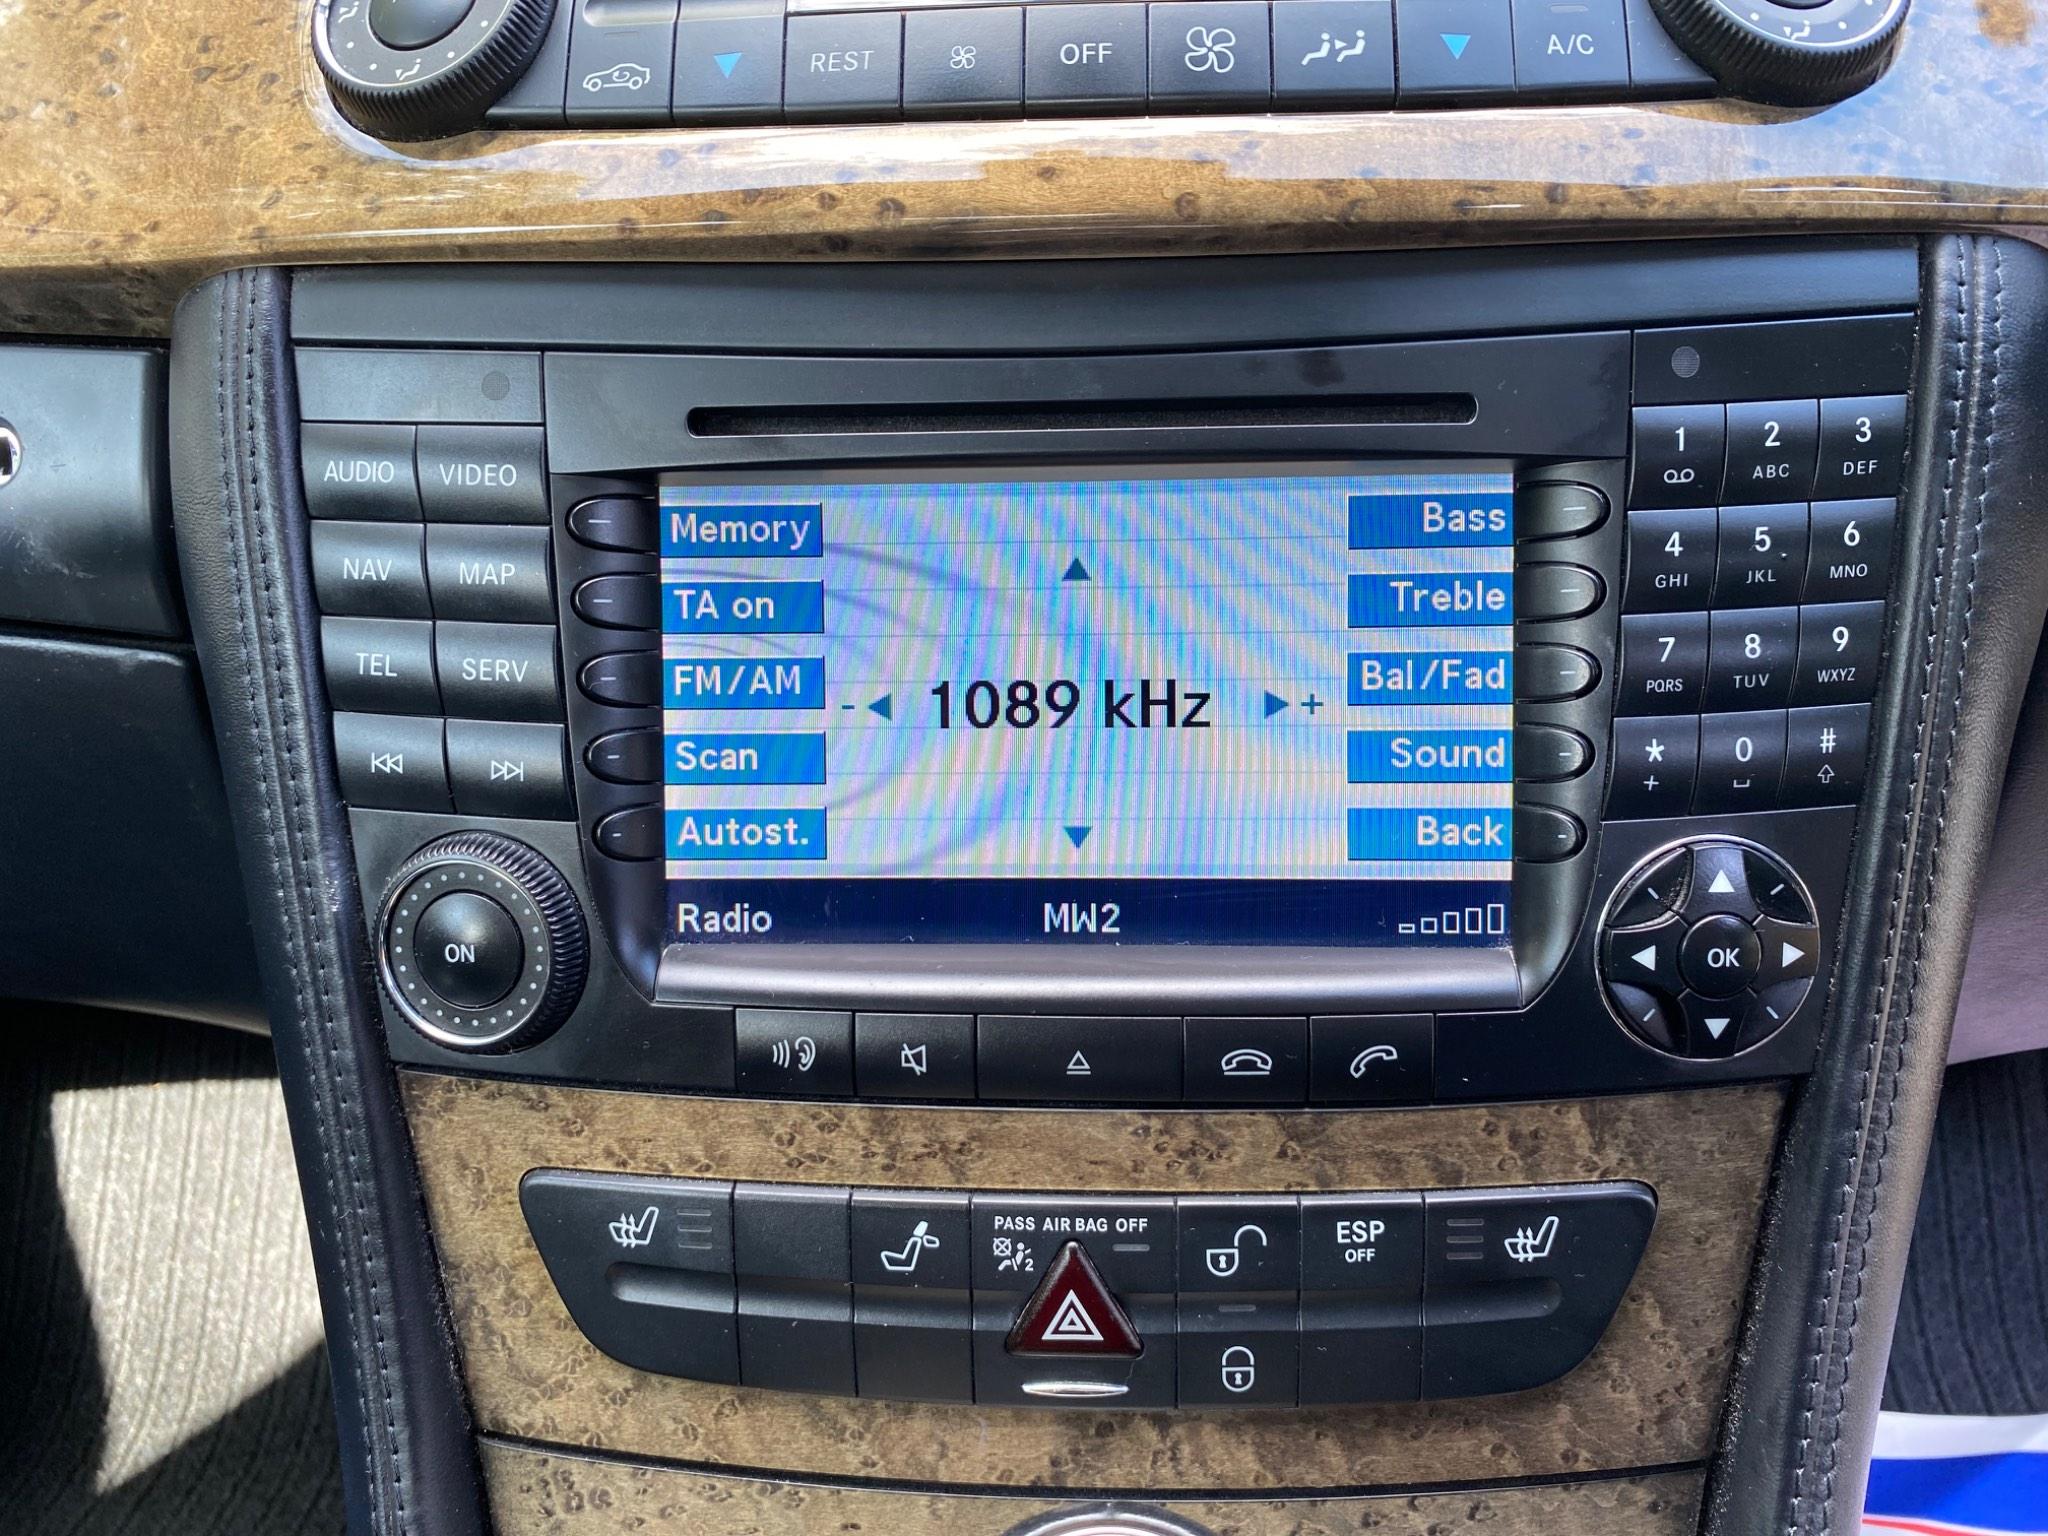 REST
OFF
A/C
AUDIO VIDEO
NAV MAP
TEL SERV
ON
Memory
TA on
FM/AM
Scan
Autost.
- 1089 kHz +
Bass
Treble
Bal/Fad
Sound
Back
Radio MW2
1 2 3
ABC DEF
4 5 6
GHI JKL MNO
7 8 9
PQRS TUV WXYZ
* 0 #
+
OK
PASS AIR BAG OFF
2
ESP
OFF